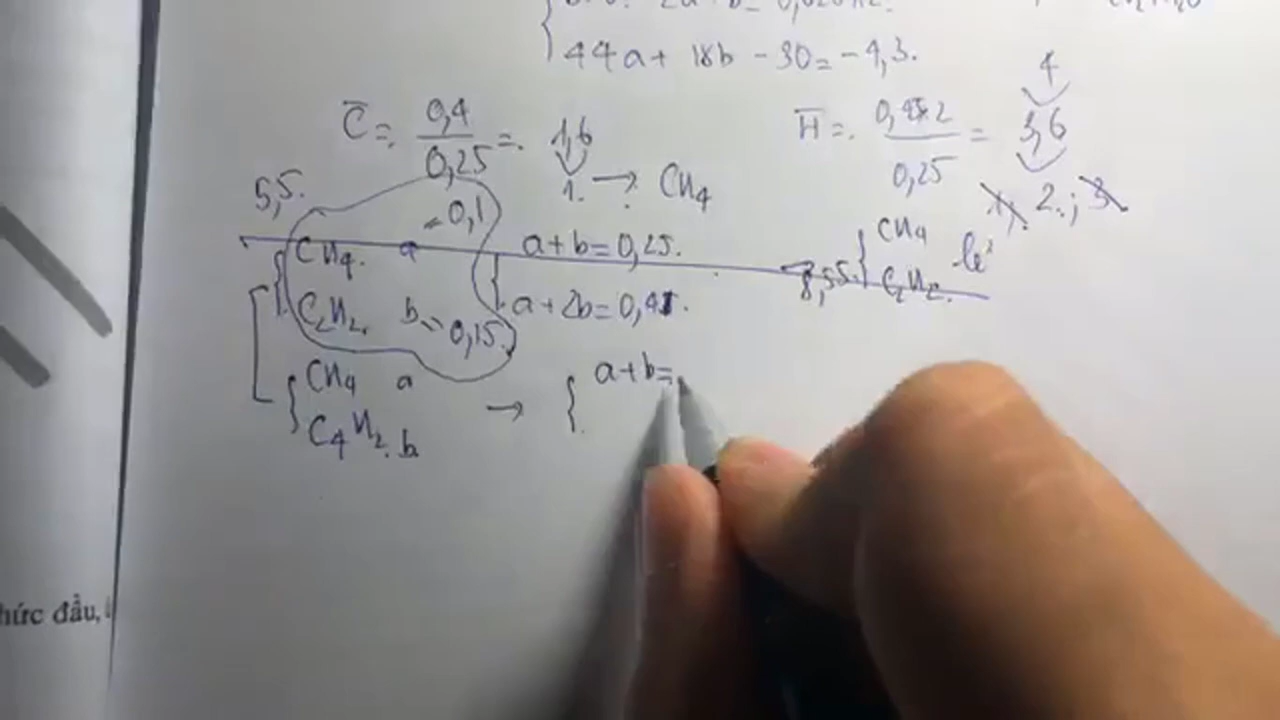 44a + 18b - 30 = -4,3.
C̅ = 0,4 / 0,25 = 1,6
H̅ = 2 / 0,25 = 3,6
4
1. → CH4
1; 2.; 3
5,5.
= 0,1
CH4. a
a + b = 0,25.
CH4
C2H2. b = 0,15
a + 2b = 0,4
8,55.
C2H2.
CH4 a
→ { a + b =
C4H2. b
hức đầu,